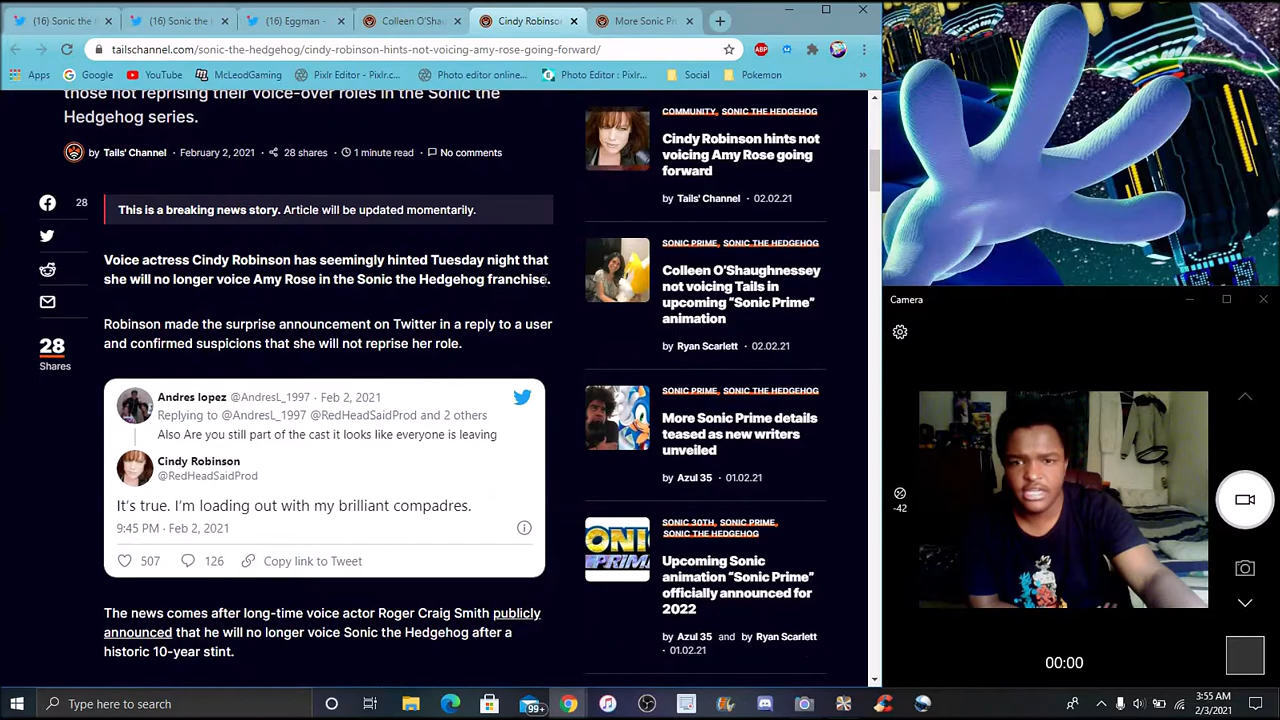 (16) Sonic the
(16) Sonic the
(16) Eggman -
Colleen O'Shau
Cindy Robinson
More Sonic Pr
tailschannel.com/sonic-the-hedgehog/cindy-robinson-hints-not-voicing-amy-rose-going-forward/
ABP
Apps
Google
YouTube
McLeodGaming
Pixlr Editor - Pixlr.c...
Photo editor online...
Photo Editor : Pixlr...
Social
Pokemon
those not reprising their voice-over roles in the Sonic the
Hedgehog series.
by Tails' Channel · February 2, 2021 · 28 shares · 1 minute read · No comments
28
This is a breaking news story. Article will be updated momentarily.
Voice actress Cindy Robinson has seemingly hinted Tuesday night that
she will no longer voice Amy Rose in the Sonic the Hedgehog franchise.
Robinson made the surprise announcement on Twitter in a reply to a user
and confirmed suspicions that she will not reprise her role.
28
Shares
Andres lopez @AndresL_1997 · Feb 2, 2021
Replying to @AndresL_1997 @RedHeadSaidProd and 2 others
Also Are you still part of the cast it looks like everyone is leaving
Cindy Robinson
@RedHeadSaidProd
It's true. I'm loading out with my brilliant compadres.
9:45 PM · Feb 2, 2021
507
126
Copy link to Tweet
The news comes after long-time voice actor Roger Craig Smith publicly
announced that he will no longer voice Sonic the Hedgehog after a
historic 10-year stint.
COMMUNITY, SONIC THE HEDGEHOG
Cindy Robinson hints not
voicing Amy Rose going
forward
by Tails' Channel · 02.02.21
SONIC PRIME, SONIC THE HEDGEHOG
Colleen O'Shaughnessey
not voicing Tails in
upcoming "Sonic Prime"
animation
by Ryan Scarlett · 02.02.21
SONIC PRIME, SONIC THE HEDGEHOG
More Sonic Prime details
teased as new writers
unveiled
by Azul 35 · 01.02.21
SONIC 30TH, SONIC PRIME,
SONIC THE HEDGEHOG
Upcoming Sonic
animation "Sonic Prime"
officially announced for
2022
by Azul 35 and by Ryan Scarlett
· 01.02.21
Camera
-42
00:00
Type here to search
99+
3:55 AM
2/3/2021